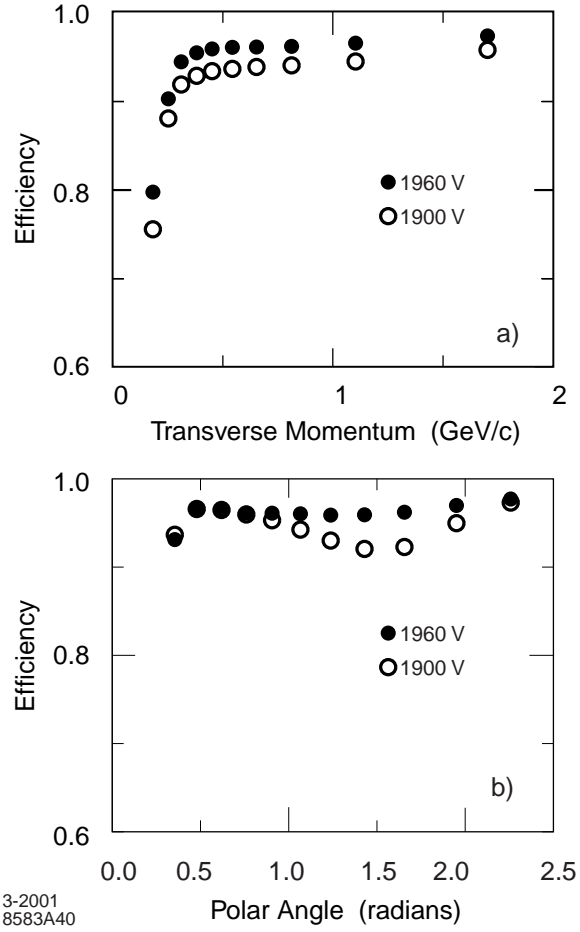 1.0
0.8
0.6
Efficiency
1960 V
1900 V
a)
0 1 2
Transverse Momentum (GeV/c)
1.0
0.8
0.6
Efficiency
1960 V
1900 V
b)
0.0 0.5 1.0 1.5 2.0 2.5
Polar Angle (radians)
3-2001
8583A40